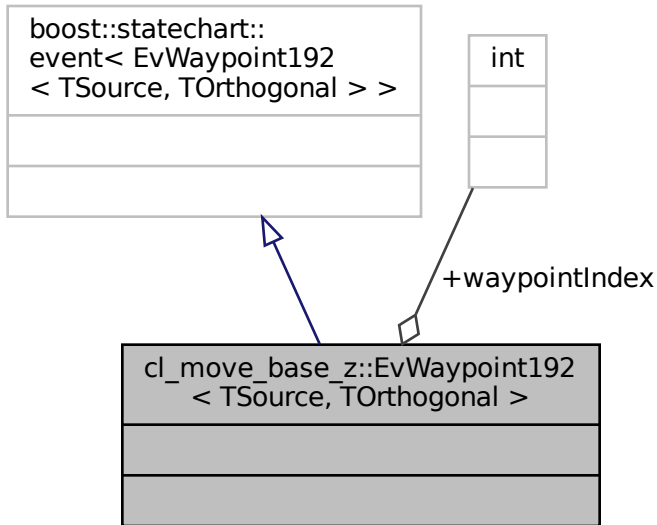 boost::statechart::
event< EvWaypoint192
< TSource, TOrthogonal > >
int
+waypointIndex
cl_move_base_z::EvWaypoint192
< TSource, TOrthogonal >